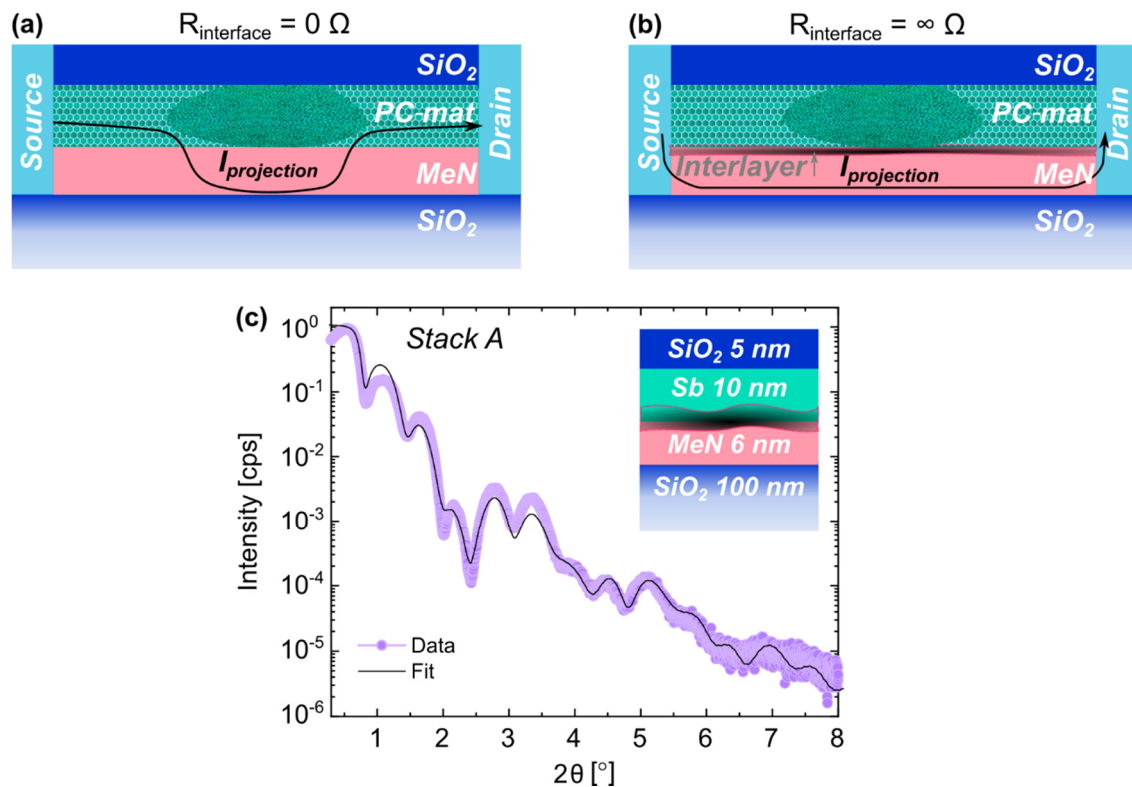 (a)
R_interface = 0 Ω
Source
SiO₂
PC-mat
I_projection
MeN
SiO₂
Drain
(b)
R_interface = ∞ Ω
Source
SiO₂
PC-mat
Interlayer↑
I_projection
MeN
SiO₂
Drain
(c)
Stack A
SiO₂ 5 nm
Sb 10 nm
MeN 6 nm
SiO₂ 100 nm
Intensity [cps]
10⁰
10⁻¹
10⁻²
10⁻³
10⁻⁴
10⁻⁵
10⁻⁶
Data
Fit
1 2 3 4 5 6 7 8
2θ [°]